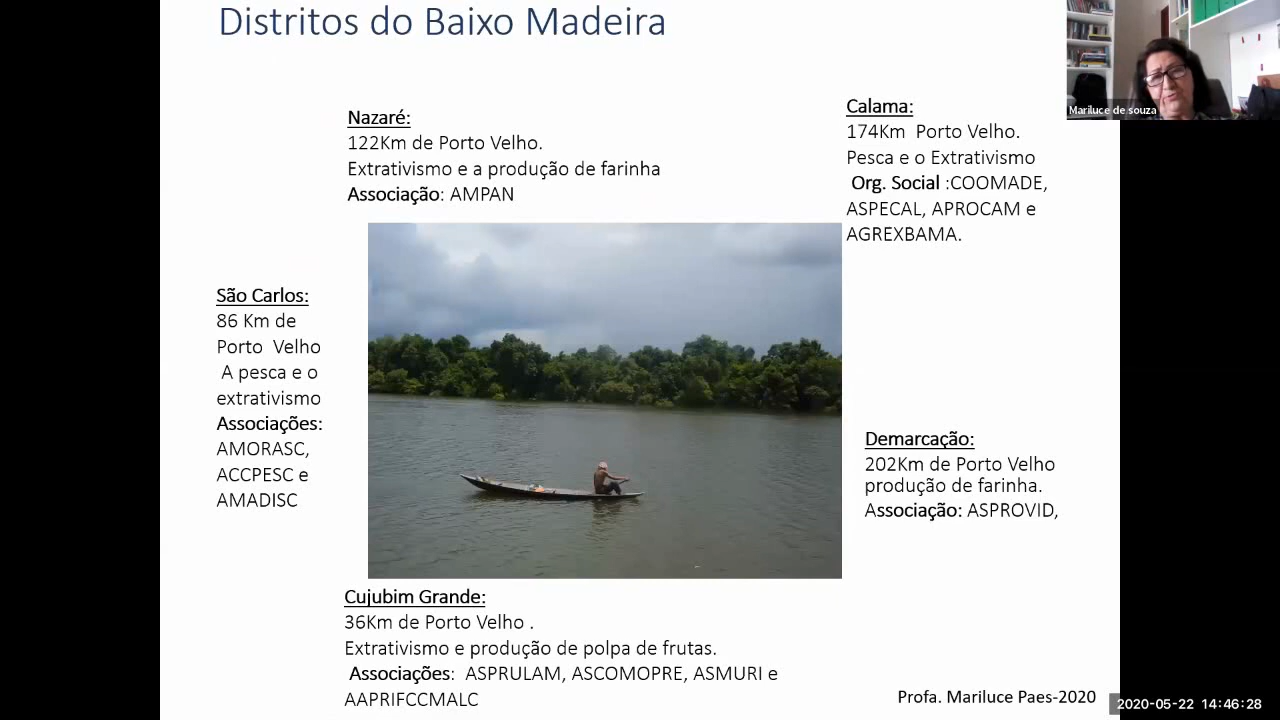 Distritos do Baixo Madeira
Nazaré:
122Km de Porto Velho.
Extrativismo e a produção de farinha
Associação: AMPAN
Calama:
174Km Porto Velho.
Pesca e o Extrativismo
Org. Social :COOMADE,
ASPECAL, APROCAM e
AGREXBAMA.
Mariluce de souza
São Carlos:
86 Km de
Porto Velho
A pesca e o
extrativismo
Associações:
AMORASC,
ACCPESC e
AMADISC
Demarcação:
202Km de Porto Velho
produção de farinha.
Associação: ASPROVID,
Cujubim Grande:
36Km de Porto Velho .
Extrativismo e produção de polpa de frutas.
Associações: ASPRULAM, ASCOMOPRE, ASMURI e
AAPRIFCCMALC
Profa. Mariluce Paes-2020
2020-05-22 14:46:28